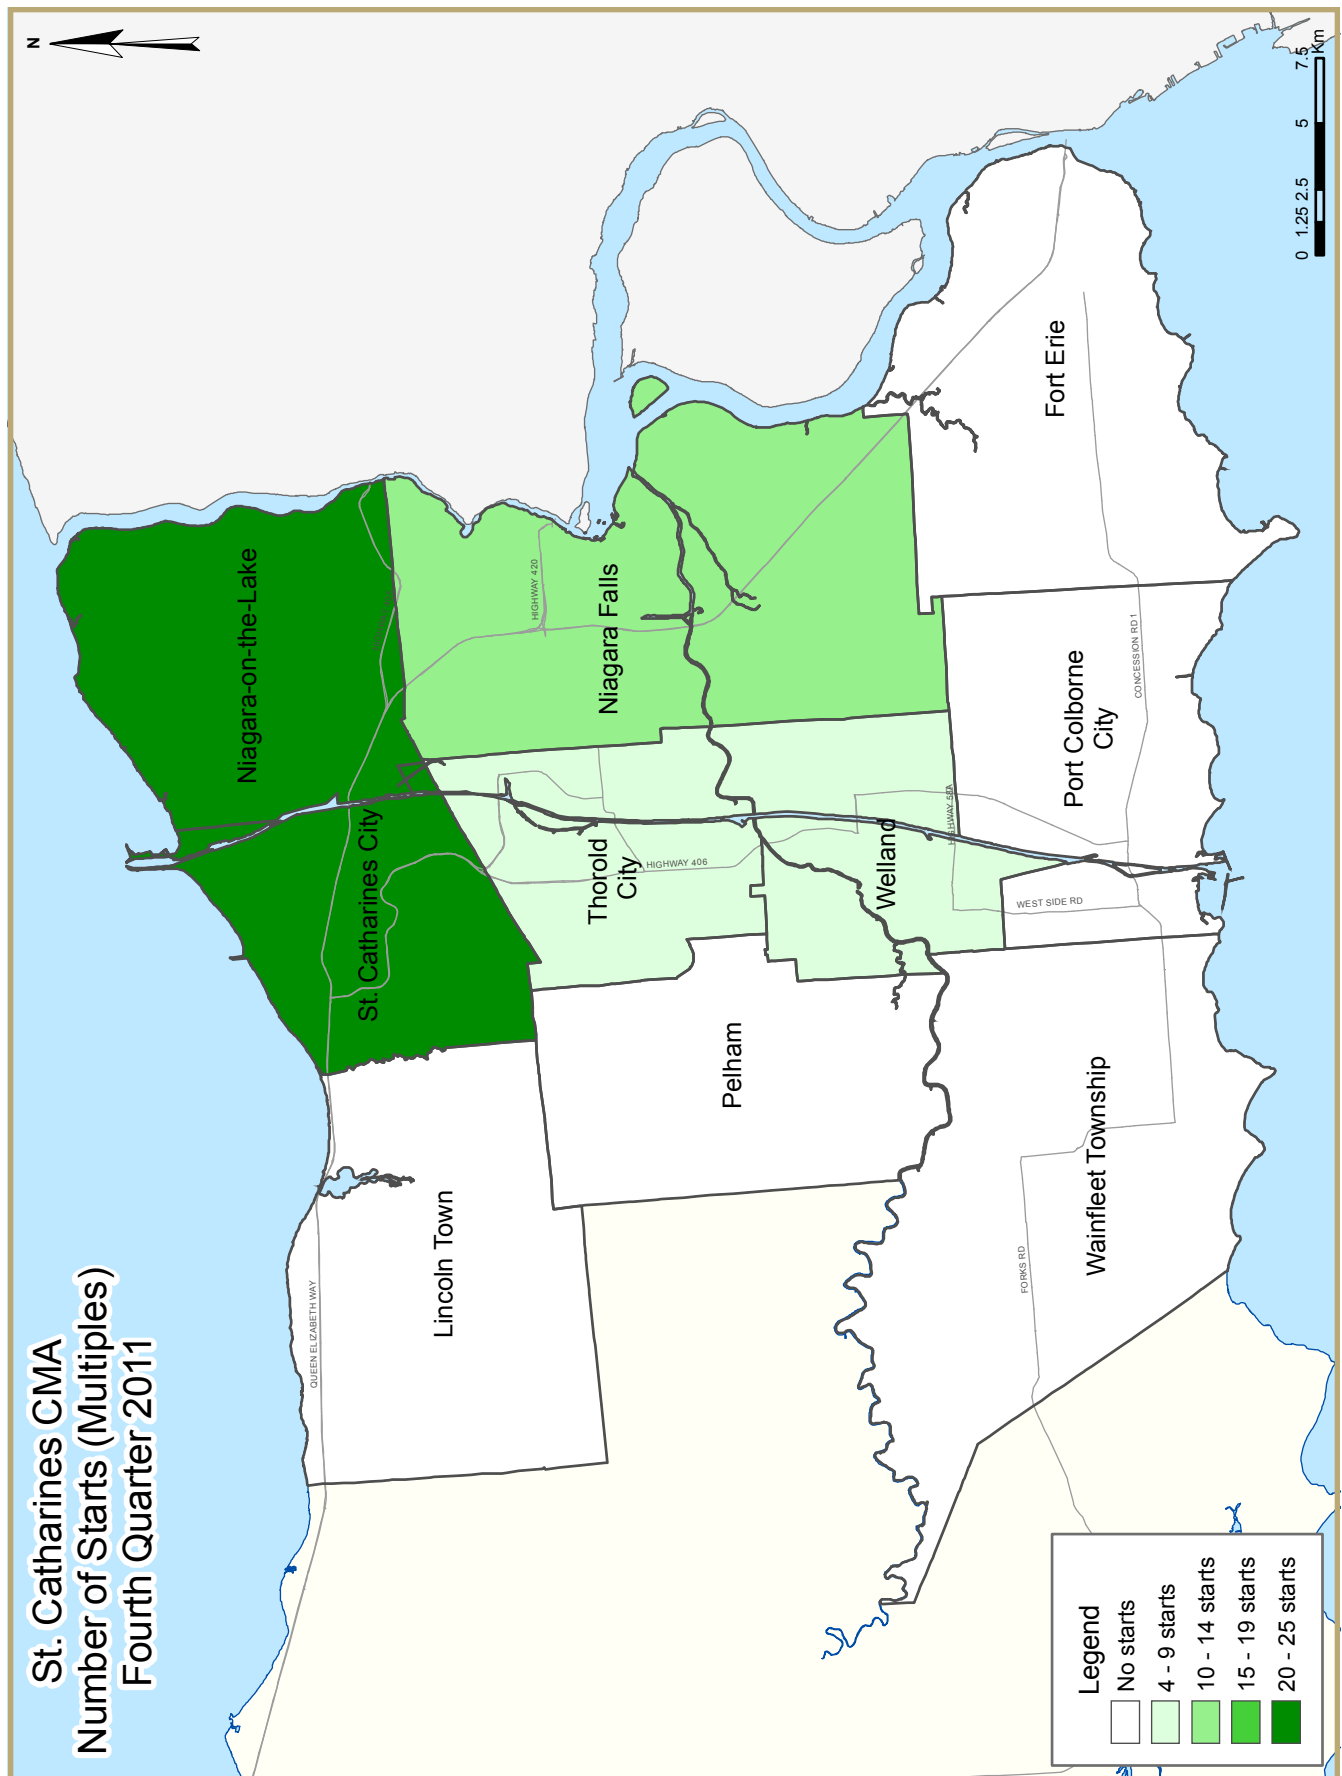 St. Catharines CMA
Number of Starts (Multiples)
Fourth Quarter 2011
N
Niagara-on-the-Lake
St. Catharines City
QUEEN ELIZABETH WAY
Lincoln Town
HIGHWAY 420
Niagara Falls
Thorold
City
HIGHWAY 406
Pelham
Welland
HIGHWAY 58A
Fort Erie
Port Colborne
City
CONCESSION RD 1
WEST SIDE RD
Wainfleet Township
FORKS RD
Legend
No starts
4 - 9 starts
10 - 14 starts
15 - 19 starts
20 - 25 starts
0 1.25 2.5 5 7.5
Km